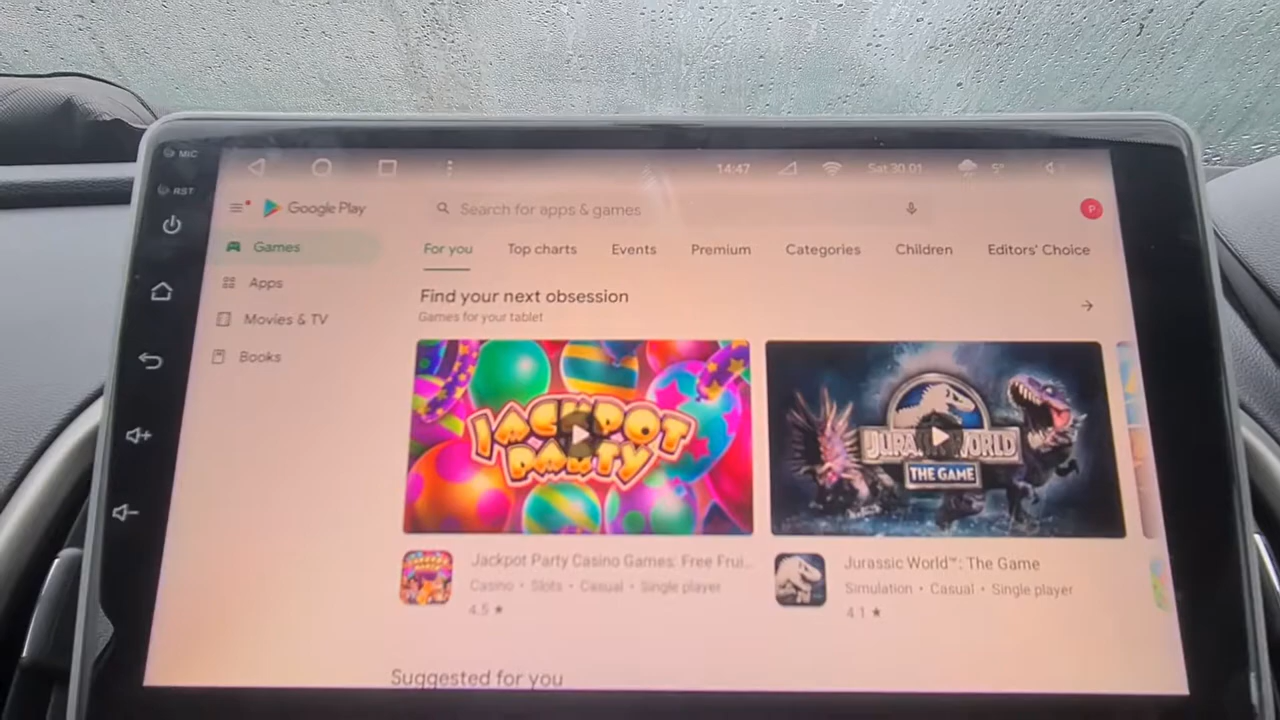 MIC
14:47 Sat 30.01 5°
RST
Google Play Search for apps & games P
Games
For you Top charts Events Premium Categories Children Editors' Choice
Apps
Find your next obsession
Games for your tablet
Movies & TV
Books
JACKPOT
PARTY
JURASSIC WORLD
THE GAME
Jackpot Party Casino Games: Free Frui...
Casino • Slots • Casual • Single player
4.5 ★
Jurassic World™: The Game
Simulation • Casual • Single player
4.1 ★
Suggested for you